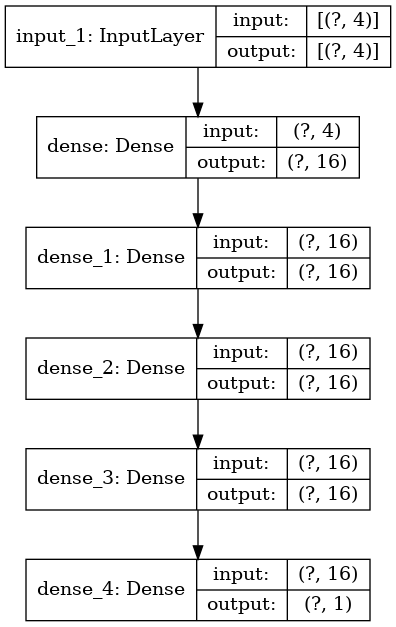 input_1: InputLayer
input: [(?, 4)]
output: [(?, 4)]
dense: Dense
input: (?, 4)
output: (?, 16)
dense_1: Dense
input: (?, 16)
output: (?, 16)
dense_2: Dense
input: (?, 16)
output: (?, 16)
dense_3: Dense
input: (?, 16)
output: (?, 16)
dense_4: Dense
input: (?, 16)
output: (?, 1)